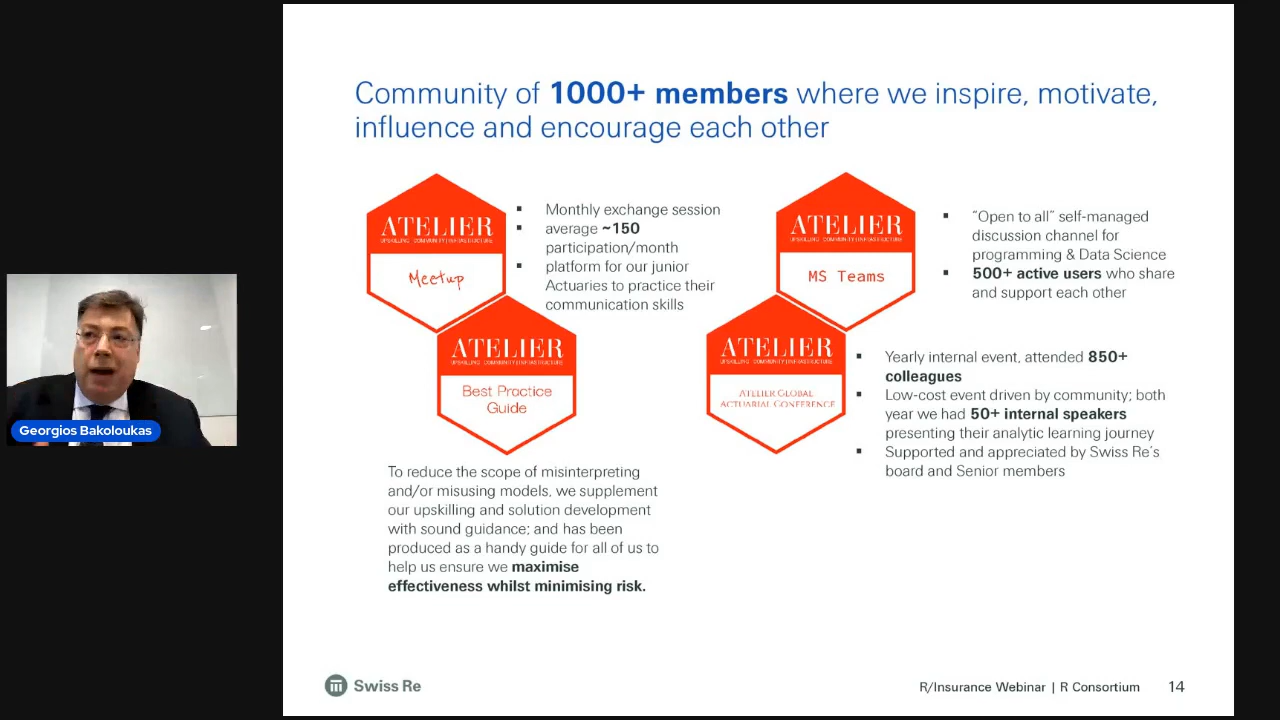 Community of 1000+ members where we inspire, motivate,
influence and encourage each other
ATELIER
UPSKILLING | COMMUNITY | INFRASTRUCTURE
Meetup
▪ Monthly exchange session
▪ average ~150
participation/month
▪ platform for our junior
Actuaries to practice their
communication skills
ATELIER
UPSKILLING | COMMUNITY | INFRASTRUCTURE
MS Teams
▪ "Open to all" self-managed
discussion channel for
programming & Data Science
▪ 500+ active users who share
and support each other
ATELIER
UPSKILLING | COMMUNITY | INFRASTRUCTURE
Best Practice
Guide
To reduce the scope of misinterpreting
and/or misusing models, we supplement
our upskilling and solution development
with sound guidance; and has been
produced as a handy guide for all of us to
help us ensure we maximise
effectiveness whilst minimising risk.
ATELIER
UPSKILLING | COMMUNITY | INFRASTRUCTURE
ATELIER GLOBAL
ACTUARIAL CONFERENCE
▪ Yearly internal event, attended 850+
colleagues
▪ Low-cost event driven by community; both
year we had 50+ internal speakers
presenting their analytic learning journey
▪ Supported and appreciated by Swiss Re's
board and Senior members
Georgios Bakoloukas
Swiss Re
R/Insurance Webinar | R Consortium 14